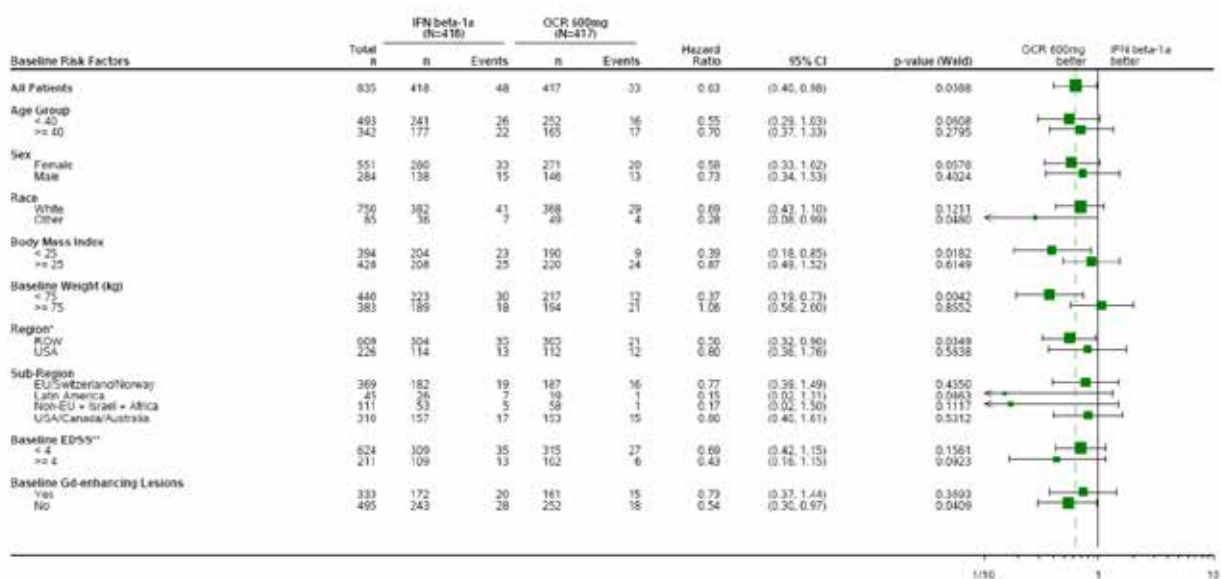 IFN beta-1a OCR 600mg
(N=418) (N=417)
Total Hazard OCR 600mg IFN beta-1a
Baseline Risk Factors n n Events n Events Ratio 95% CI p-value (Wald) better better
All Patients 835 418 48 417 33 0.63 (0.40, 0.98) 0.0388
Age Group
< 40 493 241 26 252 16 0.55 (0.29, 1.03) 0.0608
>= 40 342 177 22 165 17 0.70 (0.37, 1.33) 0.2795
Sex
Female 551 280 33 271 20 0.58 (0.33, 1.02) 0.0578
Male 284 138 15 146 13 0.73 (0.34, 1.53) 0.4024
Race
White 750 382 41 368 29 0.69 (0.43, 1.10) 0.1211
Other 85 36 7 49 4 0.28 (0.08, 0.99) 0.0480
Body Mass Index
< 25 394 204 23 190 9 0.39 (0.18, 0.85) 0.0182
>= 25 428 208 25 220 24 0.87 (0.49, 1.52) 0.6149
Baseline Weight (kg)
< 75 440 223 30 217 12 0.37 (0.19, 0.73) 0.0042
>= 75 383 189 18 194 21 1.06 (0.56, 2.00) 0.8552
Region*
ROW 609 304 35 305 21 (0.32, 0.96) 0.0349
USA 226 114 13 112 12 0.80 (0.36, 1.76) 0.5838
Sub-Region
EU/Switzerland/Norway 369 182 19 187 16 0.77 (0.39, 1.49) 0.4350
Latin America 45 26 7 19 1 0.15 (0.02, 1.31) 0.0863
Non-EU + Israel + Africa 111 53 5 58 1 0.17 (0.02, 1.50)
USA/Canada/Australia 310 157 17 153 15 0.80 (0.40, 1.61) 0.5312
Baseline EDSS**
< 4 624 309 35 315 27 0.69 (0.42, 1.15) 0.1561
>= 4 211 109 13 102 6 0.43 (0.16, 1.15) 0.0923
Baseline Gd-enhancing Lesions
Yes 333 172 20 161 15 0.73 (0.37, 1.44) 0.3693
No 495 243 28 252 18 0.54 (0.30, 0.97) 0.0409
1/10 1 10